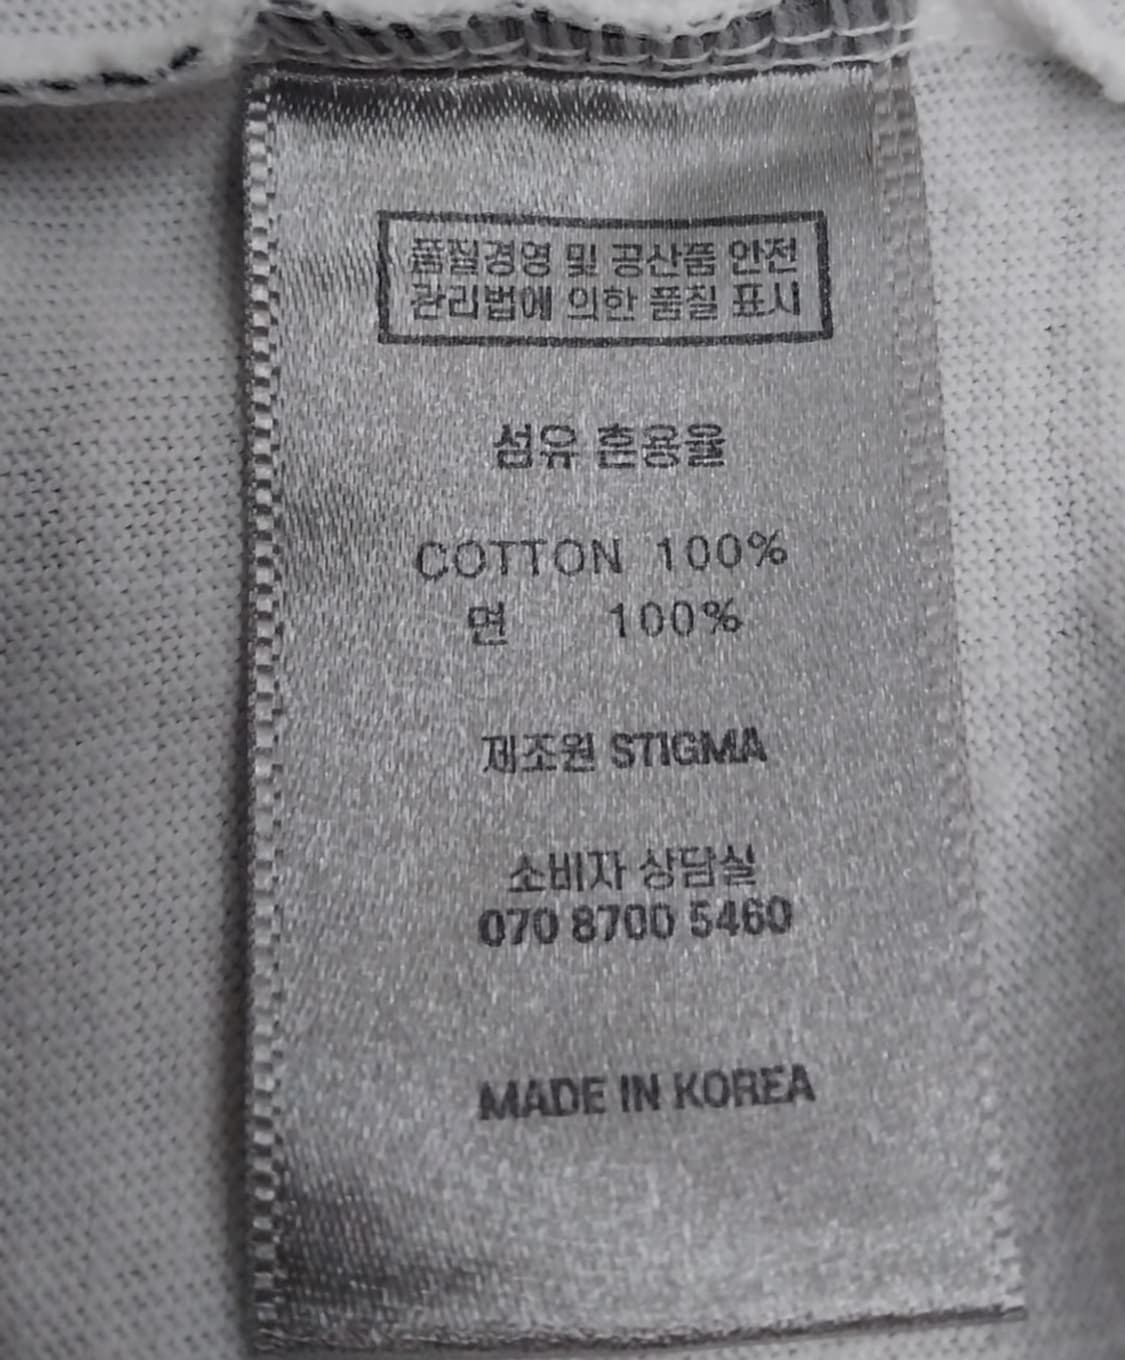 품질경영 및 공산품 안전
관리법에 의한 품질 표시
섬유 혼용율
COTTON 100%
면 100%
제조원 STIGMA
소비자 상담실
070 8700 5460
MADE IN KOREA